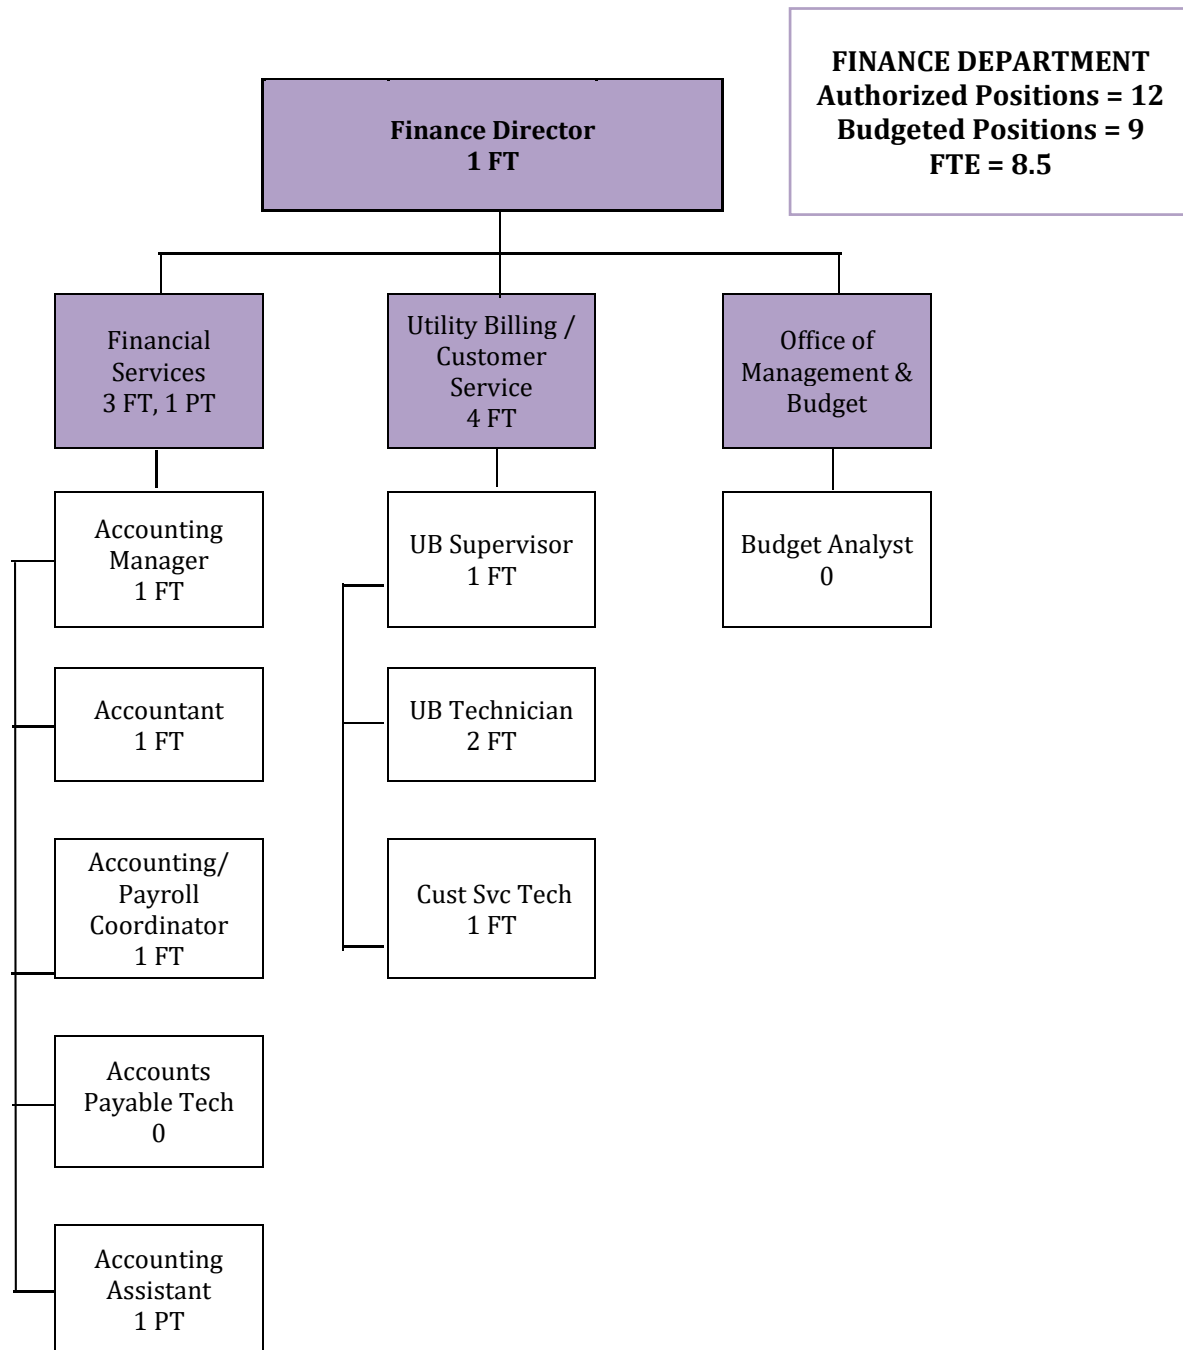 FINANCE DEPARTMENT
Authorized Positions = 12
Budgeted Positions = 9
FTE = 8.5
Finance Director
1 FT
Financial
Services
3 FT, 1 PT
Utility Billing /
Customer
Service
4 FT
Office of
Management &
Budget
Accounting
Manager
1 FT
UB Supervisor
1 FT
Budget Analyst
0
Accountant
1 FT
UB Technician
2 FT
Accounting/
Payroll
Coordinator
1 FT
Cust Svc Tech
1 FT
Accounts
Payable Tech
0
Accounting
Assistant
1 PT